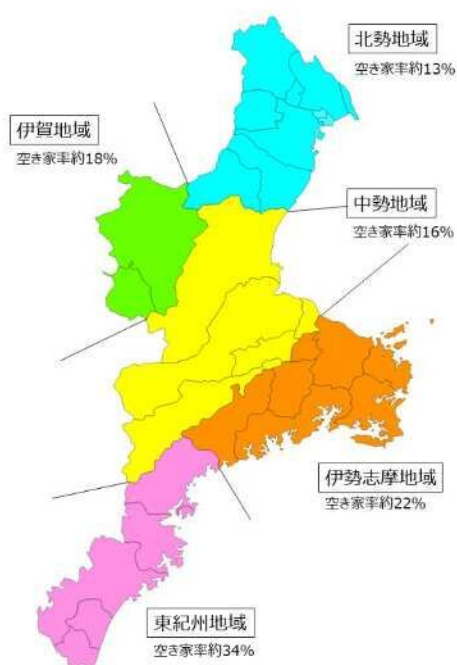 北勢地域
空き家率約13%
伊賀地域
空き家率約18%
中勢地域
空き家率約16%
伊勢志摩地域
空き家率約22%
東紀州地域
空き家率約34%